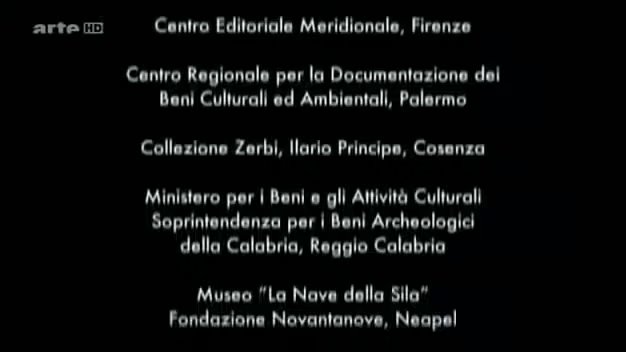 arte HD
Centro Editoriale Meridionale, Firenze
Centro Regionale per la Documentazione dei
Beni Culturali ed Ambientali, Palermo
Collezione Zerbi, Ilario Principe, Cosenza
Ministero per i Beni e gli Attività Culturali
Soprintendenza per i Beni Archeologici
della Calabria, Reggio Calabria
Museo "La Nave della Sila"
Fondazione Novantanove, Neapel